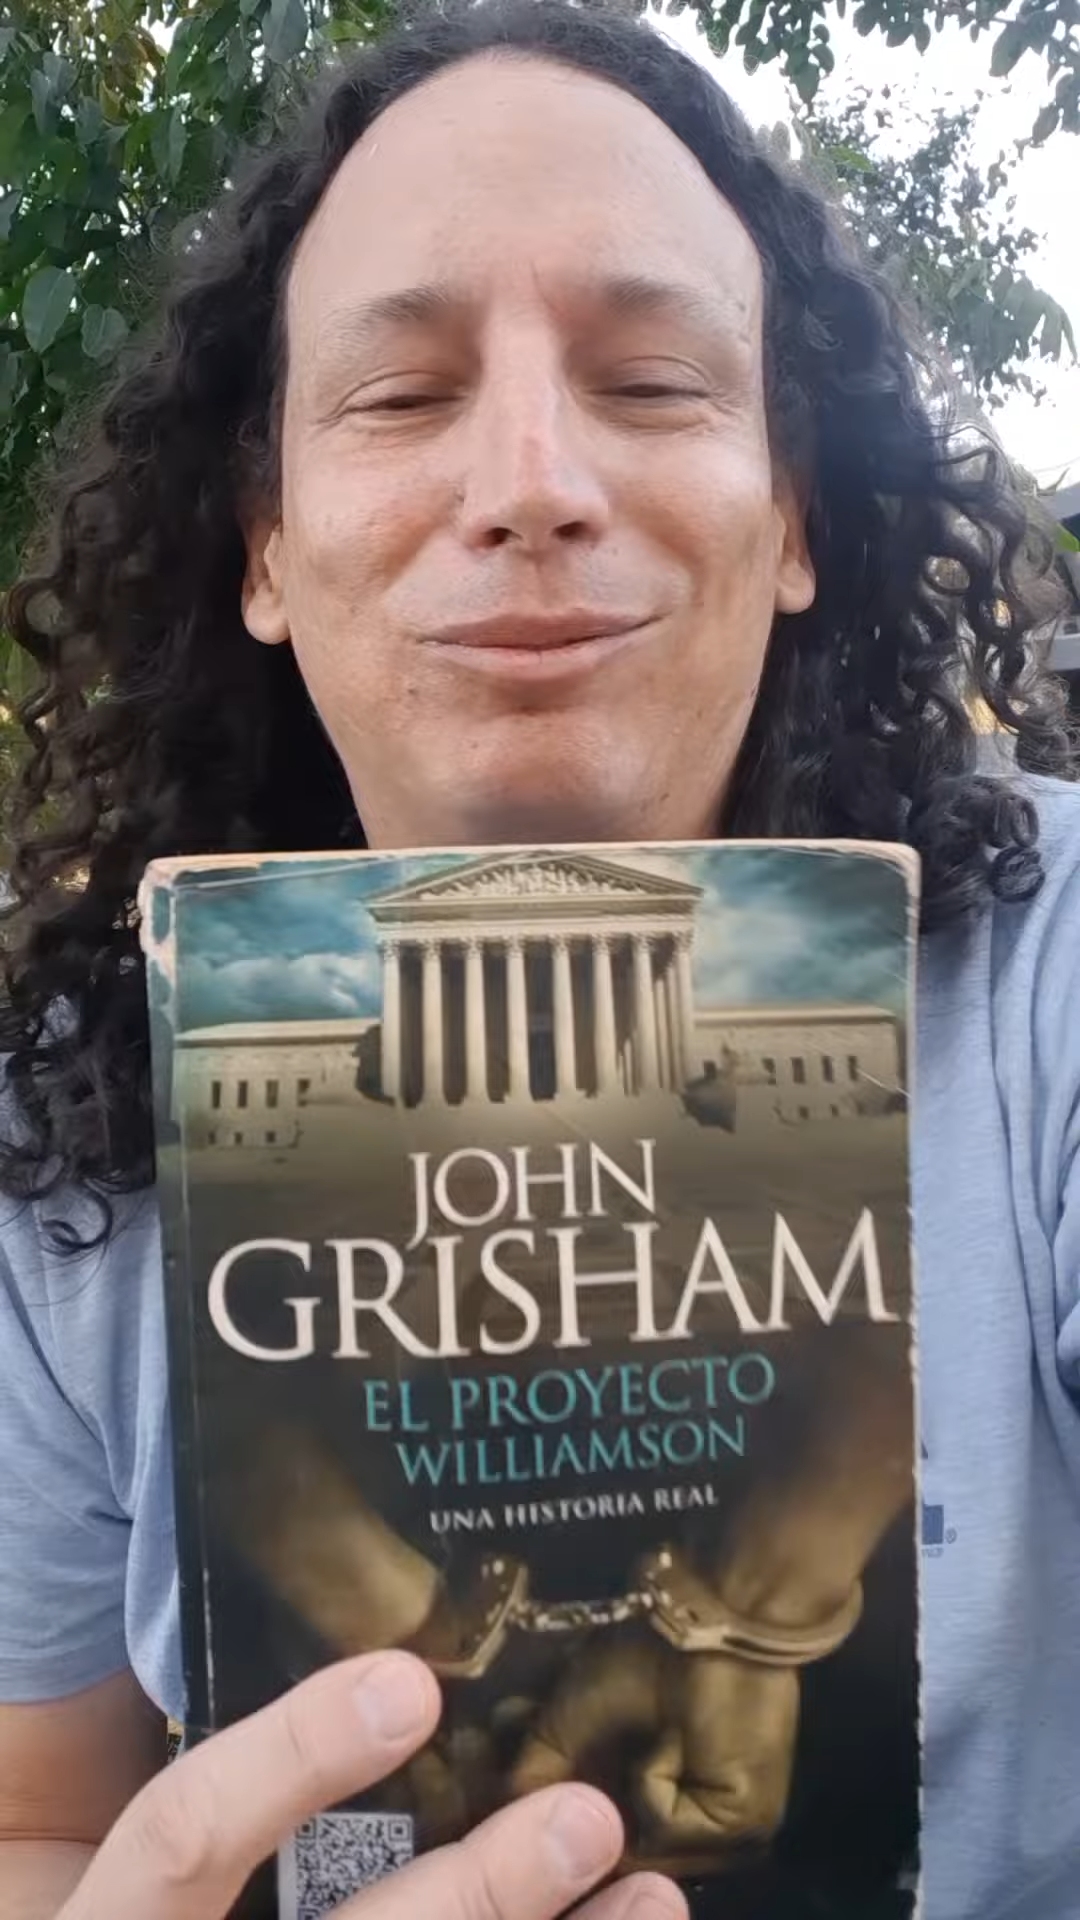 JOHN
GRISHAM
EL PROYECTO
WILLIAMSON
UNA HISTORIA REAL